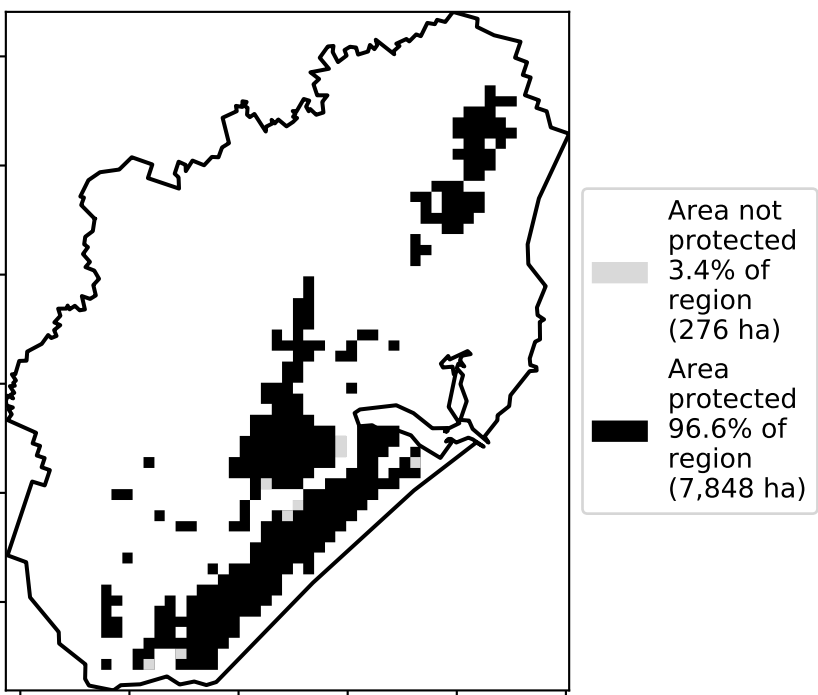 Area not
protected
3.4% of
region
(276 ha)
Area
protected
96.6% of
region
(7,848 ha)